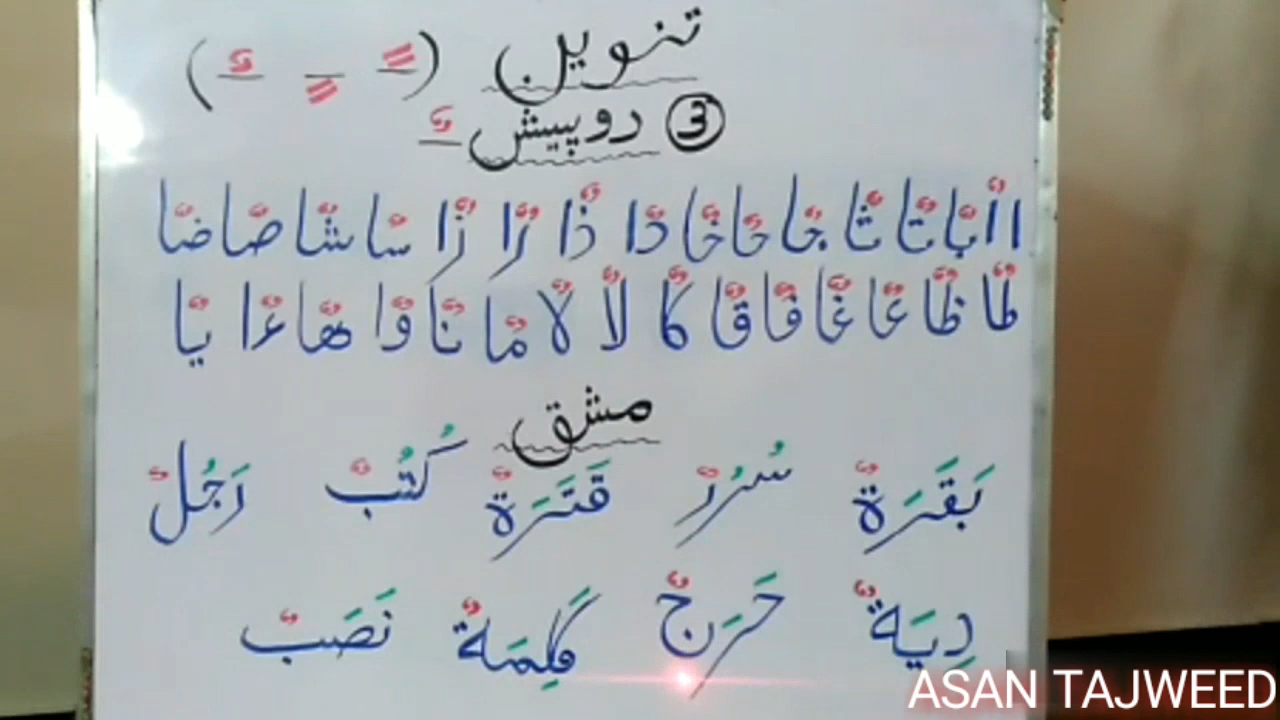 تنوین ( ـً ـٍ ـٌ )
③ دو پیش ـٌ
اٌا بٌا تٌا ثٌا جٌا حٌا خٌا دٌا ذٌا رٌا زٌا سٌا شٌا صٌا ضٌا
طٌا ظٌا عٌا غٌا فٌا قٌا كٌا لٌا لٌا مٌا نٌا وٌا هٌا ءٌا يٌا
مشق
بَقَرَةٌ سُرُرٌ قَتَرَةٌ كُتُبٌ رَجُلٌ
دِيَةٌ حَرَجٌ كَلِمَةٌ نَصَبٌ
ASAN TAJWEED